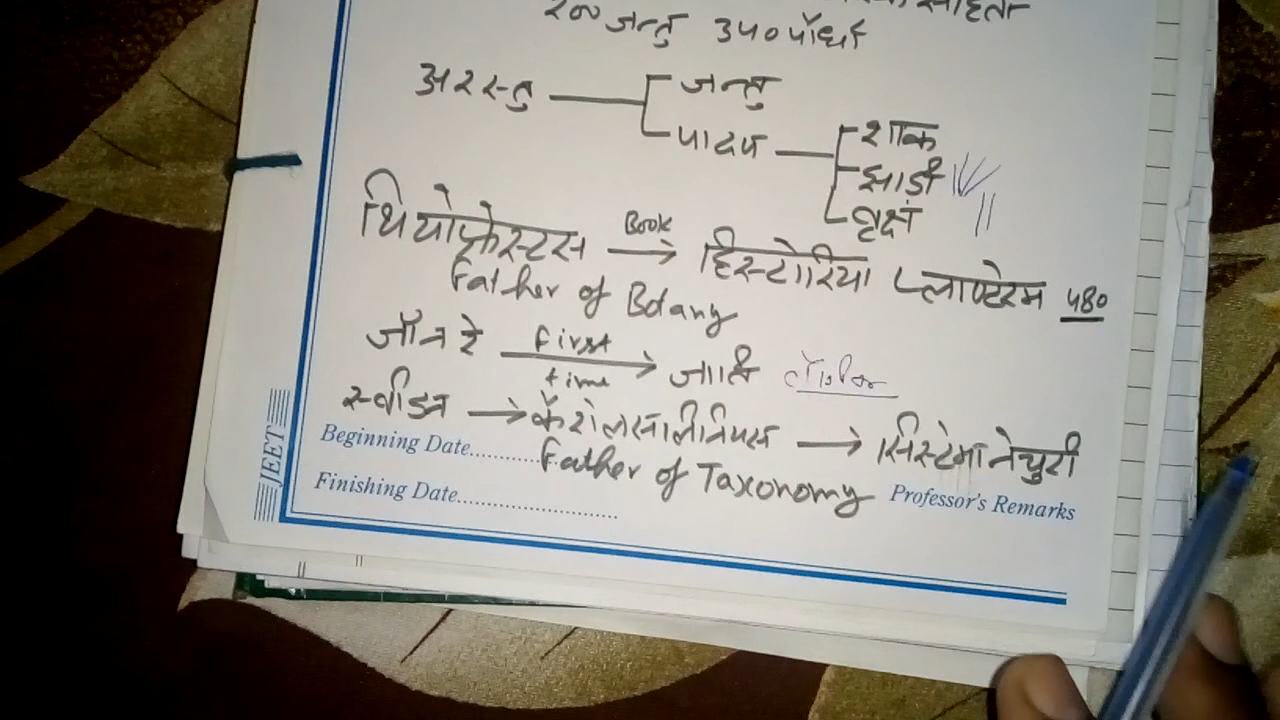 २०० जन्तु ३५० पौधों
अरस्तु
जन्तु
पादप
शाक
झाड़ी
वृक्ष
थियोफ्रेस्टस Book हिस्टोरिया प्लाण्टेरम 480
Father of Botany
जॉन रे first time जाति
स्वीडन कैरोलसलीनियस सिस्टेमा नेचुरी
Father of Taxonomy
Beginning Date............
Finishing Date............................
Professor's Remarks
JEET